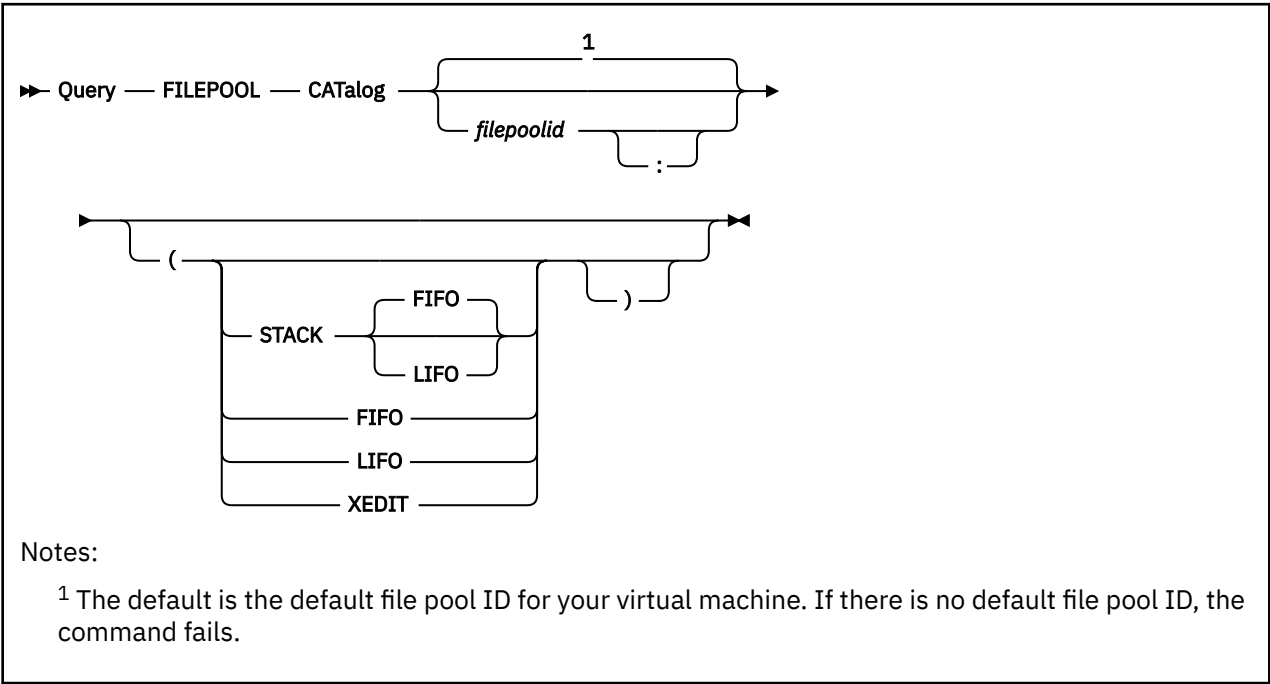 1
Query FILEPOOL CATalog
filepoolid
:
(
FIFO
)
STACK
LIFO
FIFO
LIFO
XEDIT
Notes:
1 The default is the default file pool ID for your virtual machine. If there is no default file pool ID, the
command fails.